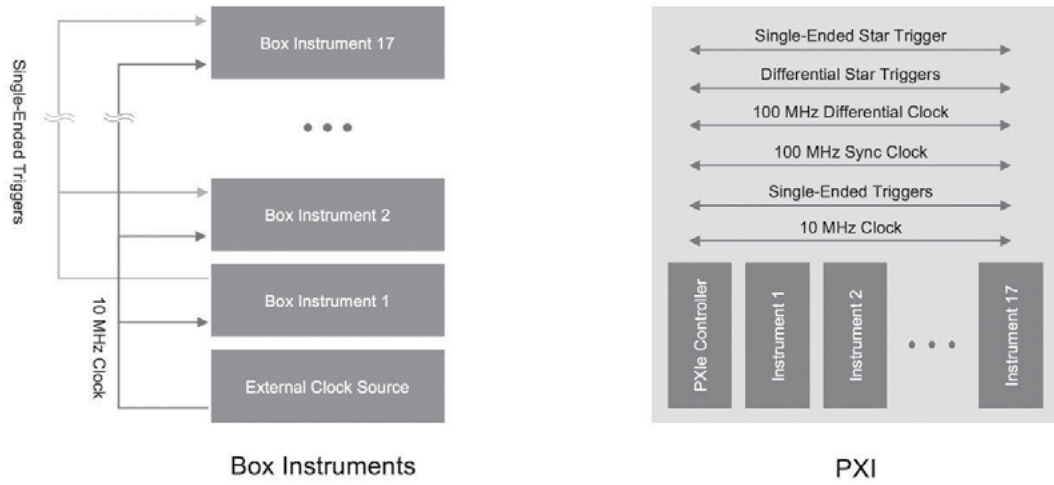 Single-Ended Triggers
10 MHz Clock
Box Instrument 17
Box Instrument 2
Box Instrument 1
External Clock Source
Box Instruments
Single-Ended Star Trigger
Differential Star Triggers
100 MHz Differential Clock
100 MHz Sync Clock
Single-Ended Triggers
10 MHz Clock
PXIe Controller
Instrument 1
Instrument 2
Instrument 17
PXI